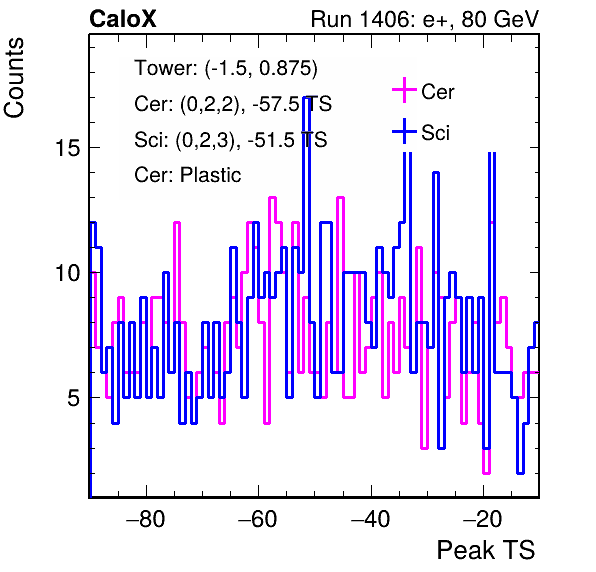 CaloX Run 1406: e+, 80 GeV
Counts
Tower: (-1.5, 0.875)
Cer: (0,2,2), -57.5 TS
Sci: (0,2,3), -51.5 TS
Cer: Plastic
Cer
Sci
15
10
5
−80 −60 −40 −20
Peak TS